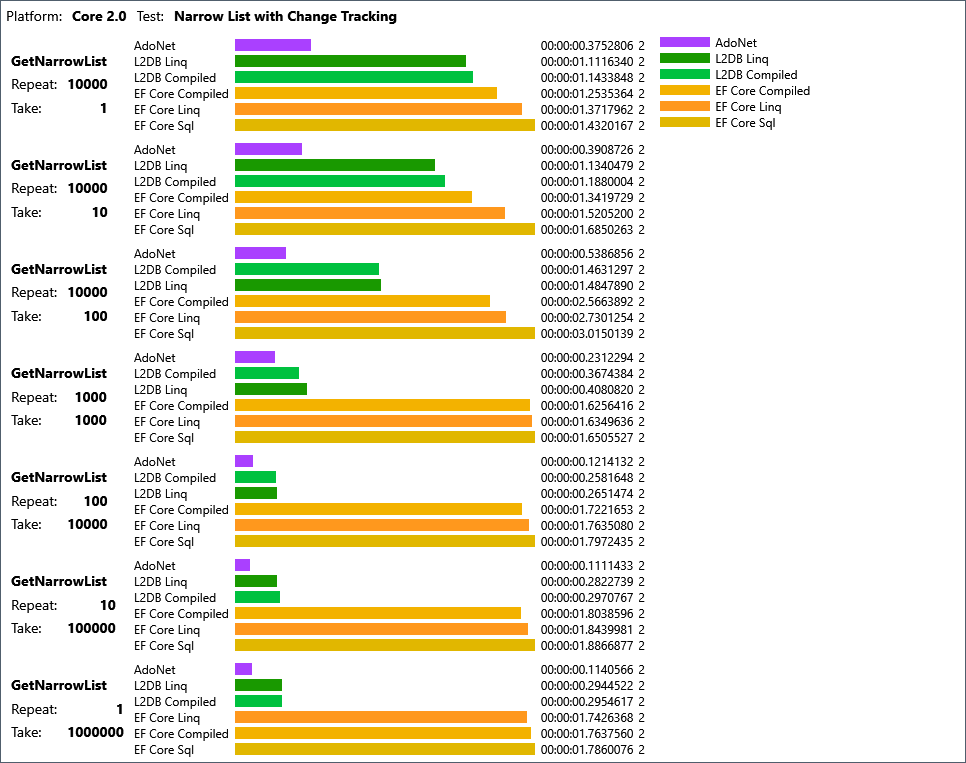 Platform: Core 2.0 Test: Narrow List with Change Tracking
GetNarrowList
Repeat: 10000
Take: 1
AdoNet 00:00:00.3752806 2
L2DB Linq 00:00:01.1116340 2
L2DB Compiled 00:00:01.1433848 2
EF Core Compiled 00:00:01.2535364 2
EF Core Linq 00:00:01.3717962 2
EF Core Sql 00:00:01.4320167 2
AdoNet
L2DB Linq
L2DB Compiled
EF Core Compiled
EF Core Linq
EF Core Sql
GetNarrowList
Repeat: 10000
Take: 10
AdoNet 00:00:00.3908726 2
L2DB Linq 00:00:01.1340479 2
L2DB Compiled 00:00:01.1880004 2
EF Core Compiled 00:00:01.3419729 2
EF Core Linq 00:00:01.5205200 2
EF Core Sql 00:00:01.6850263 2
GetNarrowList
Repeat: 10000
Take: 100
AdoNet 00:00:00.5386856 2
L2DB Compiled 00:00:01.4631297 2
L2DB Linq 00:00:01.4847890 2
EF Core Compiled 00:00:02.5663892 2
EF Core Linq 00:00:02.7301254 2
EF Core Sql 00:00:03.0150139 2
GetNarrowList
Repeat: 1000
Take: 1000
AdoNet 00:00:00.2312294 2
L2DB Compiled 00:00:00.3674384 2
L2DB Linq 00:00:00.4080820 2
EF Core Compiled 00:00:01.6256416 2
EF Core Linq 00:00:01.6349636 2
EF Core Sql 00:00:01.6505527 2
GetNarrowList
Repeat: 100
Take: 10000
AdoNet 00:00:00.1214132 2
L2DB Compiled 00:00:00.2581648 2
L2DB Linq 00:00:00.2651474 2
EF Core Compiled 00:00:01.7221653 2
EF Core Linq 00:00:01.7635080 2
EF Core Sql 00:00:01.7972435 2
GetNarrowList
Repeat: 10
Take: 100000
AdoNet 00:00:00.1111433 2
L2DB Linq 00:00:00.2822739 2
L2DB Compiled 00:00:00.2970767 2
EF Core Compiled 00:00:01.8038596 2
EF Core Linq 00:00:01.8439981 2
EF Core Sql 00:00:01.8866877 2
GetNarrowList
Repeat: 1
Take: 1000000
AdoNet 00:00:00.1140566 2
L2DB Linq 00:00:00.2944522 2
L2DB Compiled 00:00:00.2954617 2
EF Core Linq 00:00:01.7426368 2
EF Core Compiled 00:00:01.7637560 2
EF Core Sql 00:00:01.7860076 2